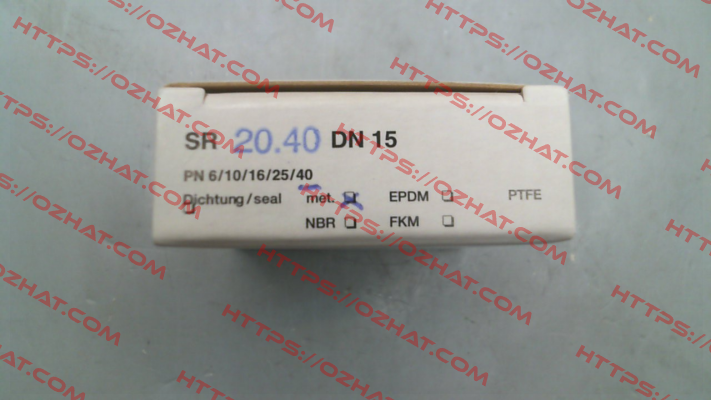 SR 20.40 DN 15
PN 6/10/16/25/40
Dichtung/seal met. EPDM PTFE
NBR FKM
HTTPS://OZHAT.COM